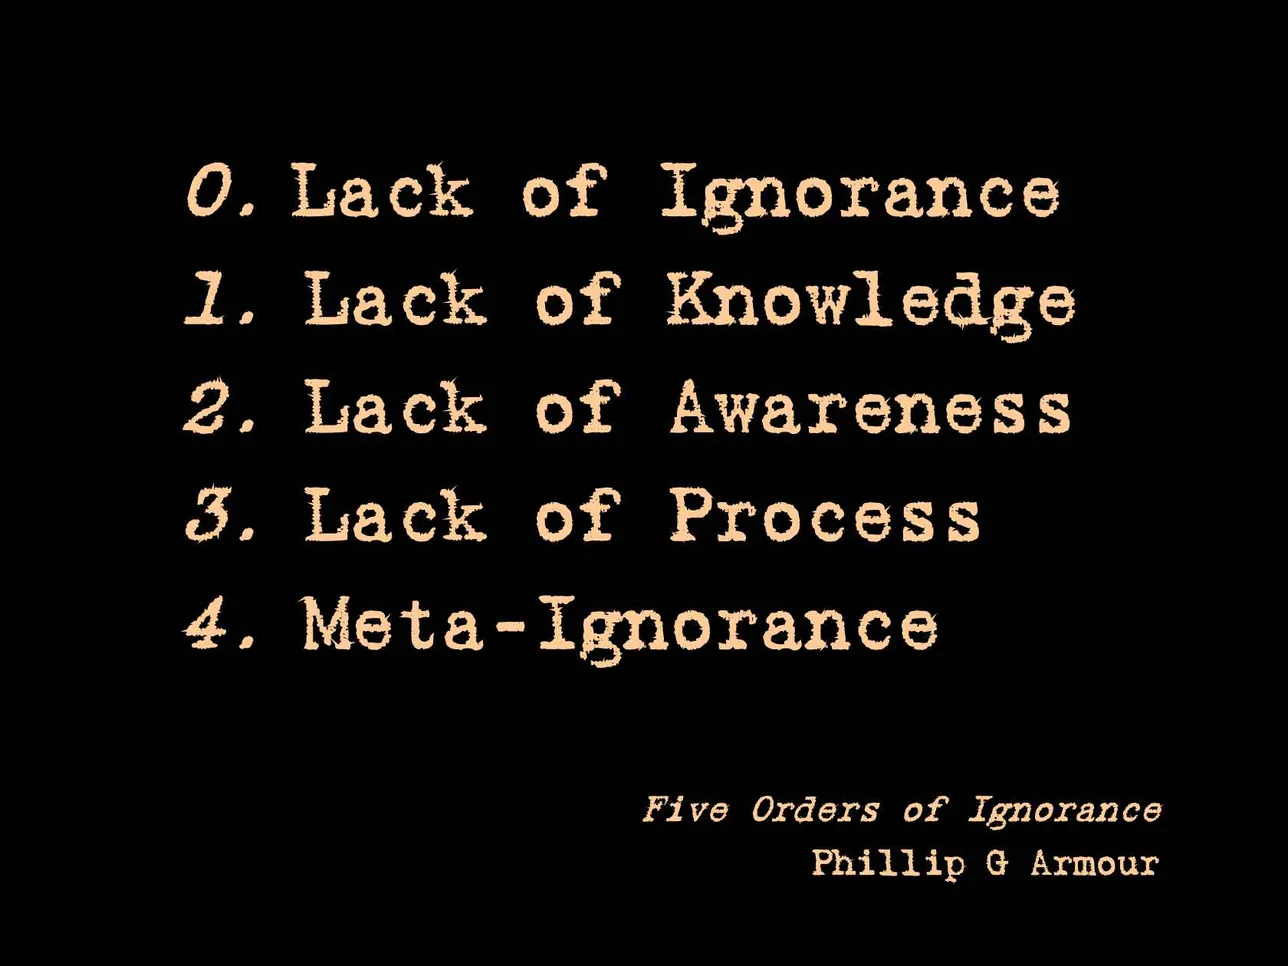 0. Lack of Ignorance
1. Lack of Knowledge
2. Lack of Awareness
3. Lack of Process
4. Meta-Ignorance
Five Orders of Ignorance
Phillip G Armour